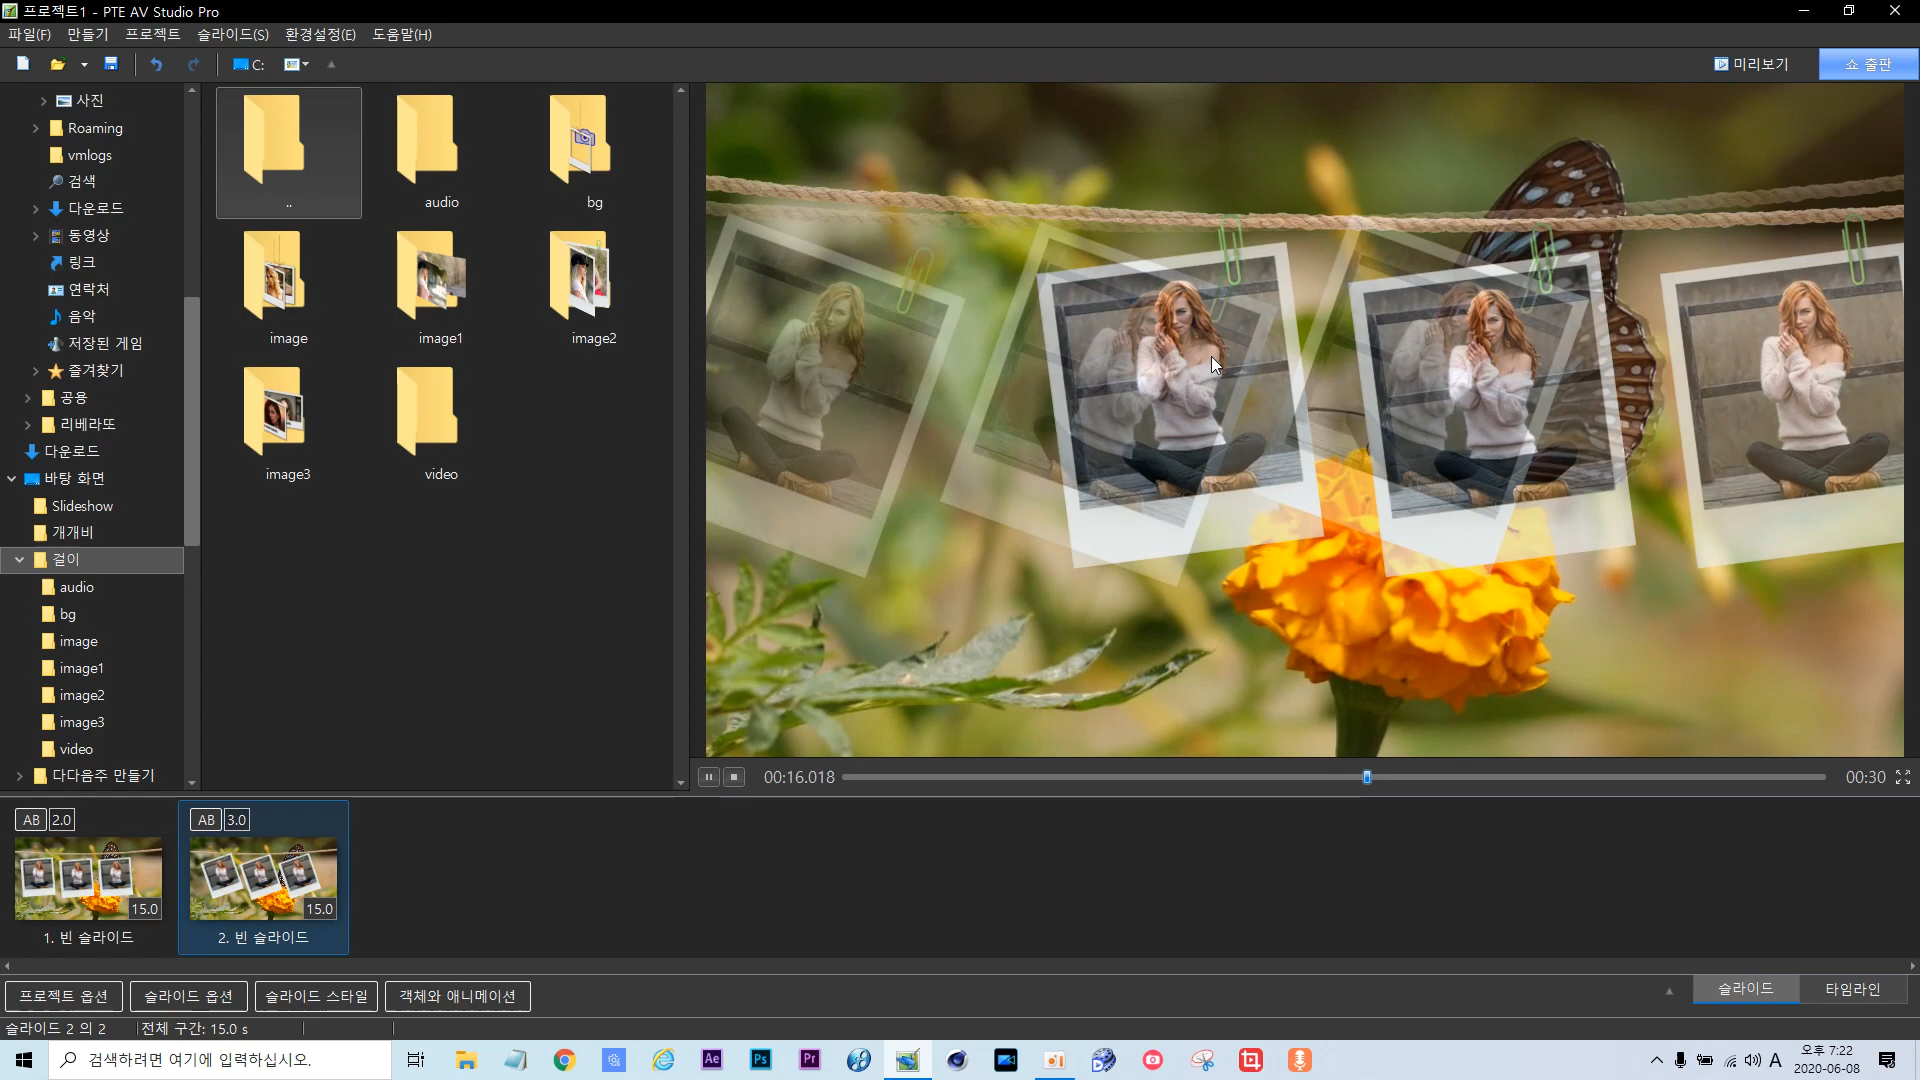 프로젝트1 - PTE AV Studio Pro
파일(F) 만들기 프로젝트 슬라이드(S) 환경설정(E) 도움말(H)
C: 미리보기 쇼 출판
사진
Roaming
vmlogs
검색
다운로드
동영상
링크
연락처
음악
저장된 게임
즐겨찾기
공용
리베라또
다운로드
바탕 화면
Slideshow
개개비
걸이
audio
bg
image
image1
image2
image3
video
다다음주 만들기
.. audio bg
image image1 image2
image3 video
00:16.018 00:30
AB 2.0 AB 3.0
15.0 15.0
1. 빈 슬라이드 2. 빈 슬라이드
프로젝트 옵션 슬라이드 옵션 슬라이드 스타일 객체와 애니메이션 슬라이드 타임라인
슬라이드 2 의 2 전체 구간: 15.0 s
검색하려면 여기에 입력하십시오. Ae Ps Pr A 오후 7:22
2020-06-08